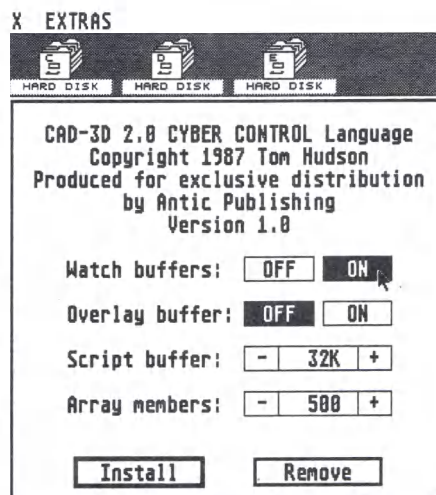 X EXTRAS
C D E
HARD DISK HARD DISK HARD DISK
CAD-3D 2.0 CYBER CONTROL Language
Copyright 1987 Tom Hudson
Produced for exclusive distribution
by Antic Publishing
Version 1.0
Watch buffers: OFF ON
Overlay buffer: OFF ON
Script buffer: - 32K +
Array members: - 500 +
Install Remove